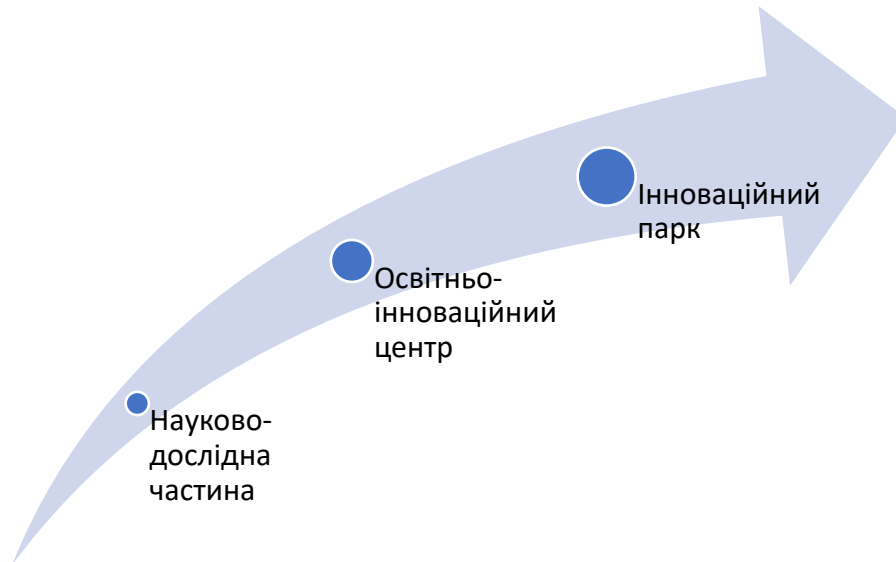 Інноваційний
парк
Освітньо-
інноваційний
центр
Науково-
дослідна
частина